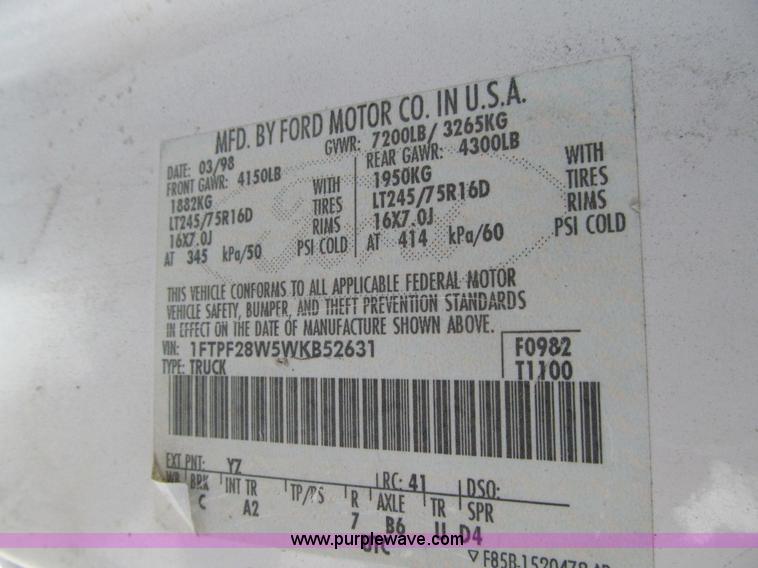 MFD. BY FORD MOTOR CO. IN U.S.A.
DATE: 03/98 GVWR: 7200LB/ 3265KG
FRONT GAWR: 4150LB REAR GAWR: 4300LB
1882KG WITH 1950KG WITH
LT245/75R16D TIRES LT245/75R16D TIRES
16X7.0J RIMS 16X7.0J RIMS
AT 345 kPa/50 PSI COLD AT 414 kPa/60 PSI COLD
THIS VEHICLE CONFORMS TO ALL APPLICABLE FEDERAL MOTOR
VEHICLE SAFETY, BUMPER, AND THEFT PREVENTION STANDARDS
IN EFFECT ON THE DATE OF MANUFACTURE SHOWN ABOVE.
VIN: 1FTPF28W5WKB52631 F0982
TYPE: TRUCK T1100
EXT PNT: YZ RC: 41 DSO:
WB BRK INT TR TP/PS R AXLE TR SPR
C A2 7 B6 U D4
UTC
www.purplewave.com